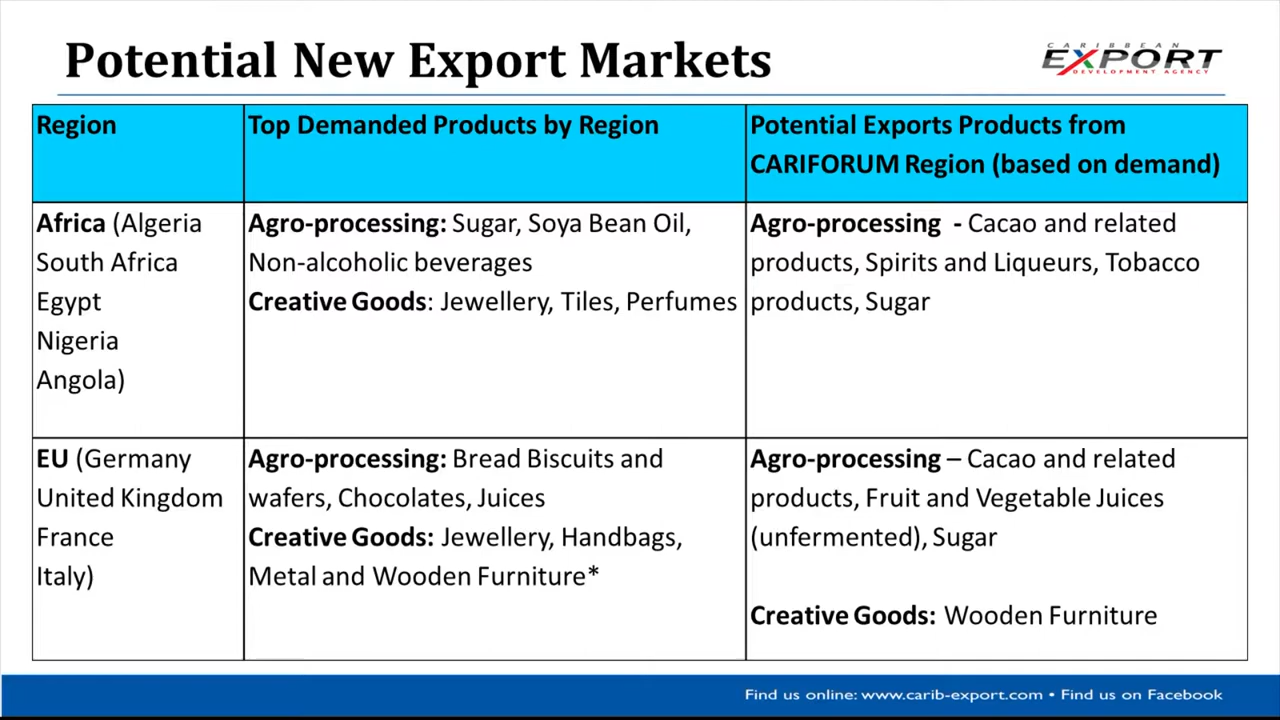 Potential New Export Markets
CARIBBEAN
EXPORT
DEVELOPMENT AGENCY
Region
Top Demanded Products by Region
Potential Exports Products from
CARIFORUM Region (based on demand)
Africa (Algeria
South Africa
Egypt
Nigeria
Angola)
Agro-processing: Sugar, Soya Bean Oil,
Non-alcoholic beverages
Creative Goods: Jewellery, Tiles, Perfumes
Agro-processing - Cacao and related
products, Spirits and Liqueurs, Tobacco
products, Sugar
EU (Germany
United Kingdom
France
Italy)
Agro-processing: Bread Biscuits and
wafers, Chocolates, Juices
Creative Goods: Jewellery, Handbags,
Metal and Wooden Furniture*
Agro-processing – Cacao and related
products, Fruit and Vegetable Juices
(unfermented), Sugar
Creative Goods: Wooden Furniture
Find us online: www.carib-export.com • Find us on Facebook